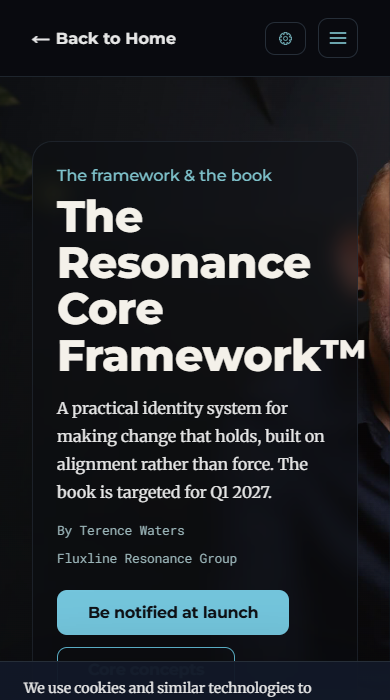 ← Back to Home
The framework & the book
The
Resonance
Core
Framework™
A practical identity system for
making change that holds, built on
alignment rather than force. The
book is targeted for Q1 2027.
By Terence Waters
Fluxline Resonance Group
Be notified at launch
Core concepts
We use cookies and similar technologies to